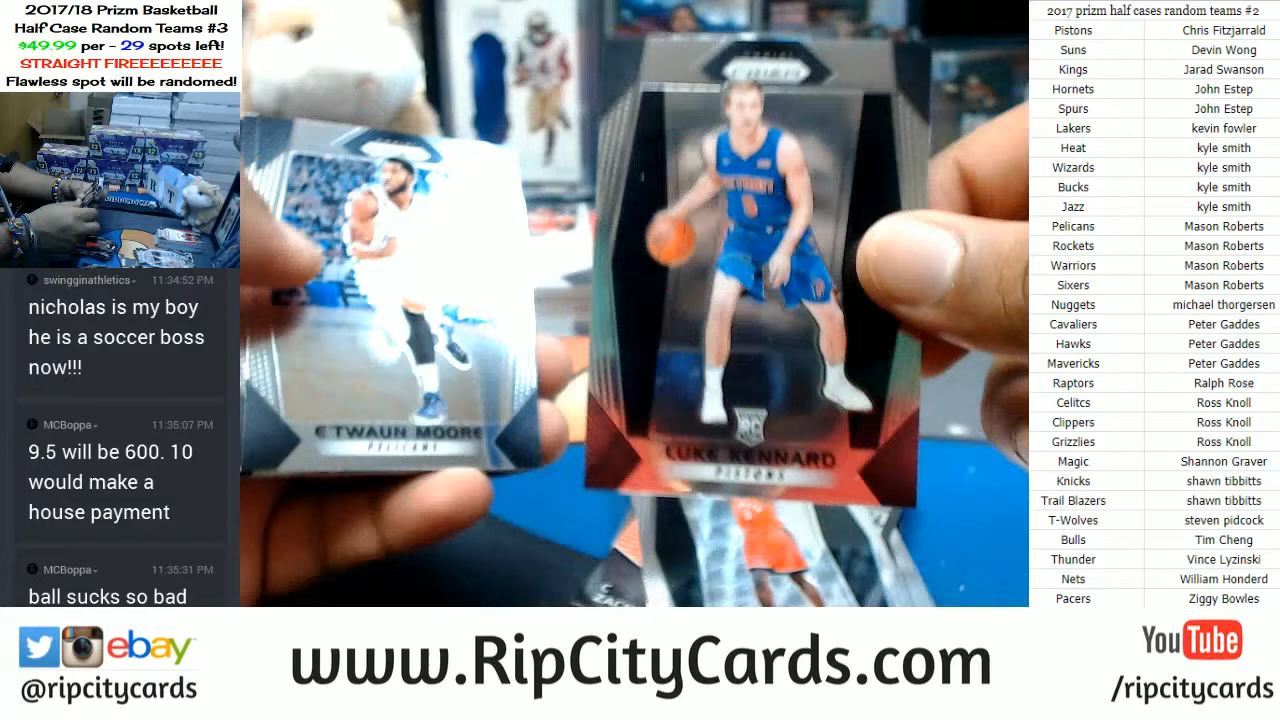 2017/18 Prizm Basketball
Half Case Random Teams #3
$49.99 per - 29 spots left!
STRAIGHT FIREEEEEEEEE
Flawless spot will be randomed!
swingginathletics
11:34:52 PM
nicholas is my boy
he is a soccer boss
now!!!
MCBoppa
11:35:07 PM
9.5 will be 600. 10
would make a
house payment
MCBoppa
11:35:31 PM
ball sucks so bad
E'TWAUN MOORE
PELICANS
PRIZM
DETROIT
5
RC
LUKE KENNARD
PISTONS
2017 prizm half cases random teams #2
Pistons Chris Fitzjarrald
Suns Devin Wong
Kings Jarad Swanson
Hornets John Estep
Spurs John Estep
Lakers kevin fowler
Heat kyle smith
Wizards kyle smith
Bucks kyle smith
Jazz kyle smith
Pelicans Mason Roberts
Rockets Mason Roberts
Warriors Mason Roberts
Sixers Mason Roberts
Nuggets michael thorgersen
Cavaliers Peter Gaddes
Hawks Peter Gaddes
Mavericks Peter Gaddes
Raptors Ralph Rose
Celitcs Ross Knoll
Clippers Ross Knoll
Grizzlies Ross Knoll
Magic Shannon Graver
Knicks shawn tibbitts
Trail Blazers shawn tibbitts
T-Wolves steven pidcock
Bulls Tim Cheng
Thunder Vince Lyzinski
Nets William Honderd
Pacers Ziggy Bowles
ebay
@ripcitycards
www.RipCityCards.com
YouTube
/ripcitycards